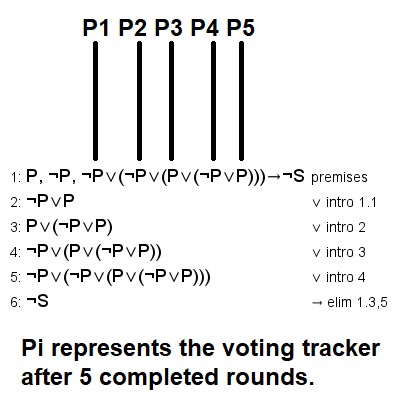 P1 P2 P3 P4 P5
1: P, ¬P, ¬P∨(¬P∨(P∨(¬P∨P)))→¬S premises
2: ¬P∨P ∨ intro 1.1
3: P∨(¬P∨P) ∨ intro 2
4: ¬P∨(P∨(¬P∨P)) ∨ intro 3
5: ¬P∨(¬P∨(P∨(¬P∨P))) ∨ intro 4
6: ¬S → elim 1.3,5
Pi represents the voting tracker
after 5 completed rounds.